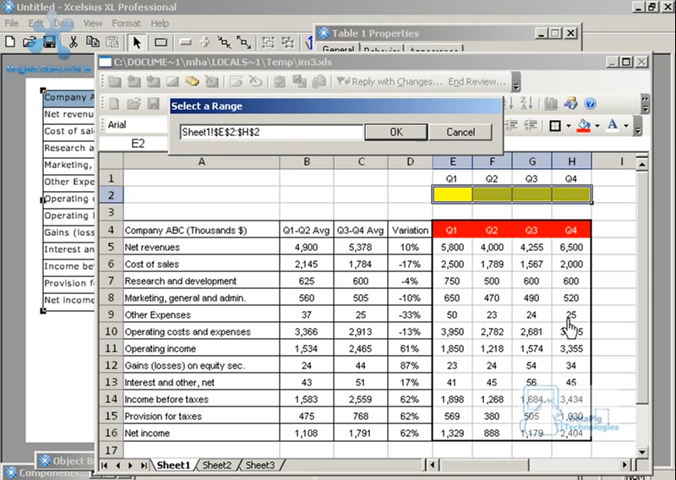 Untitled - Xcelsius XL Professional
File Edit Data View Format Help
Table 1 Properties
General Behavior Appearance
C:\DOCUME~1\mha\LOCALS~1\Temp\im3.xls
Reply with Changes... End Review...
Select a Range
Sheet1!$E$2:$H$2 OK Cancel
Arial
E2
A B C D E F G H I
1 Q1 Q2 Q3 Q4
2
3
4 Company ABC (Thousands $) Q1-Q2 Avg Q3-Q4 Avg Variation Q1 Q2 Q3 Q4
5 Net revenues 4,900 5,378 10% 5,800 4,000 4,255 6,500
6 Cost of sales 2,145 1,784 -17% 2,500 1,789 1,567 2,000
7 Research and development 625 600 -4% 750 500 600 600
8 Marketing, general and admin. 560 505 -10% 650 470 490 520
9 Other Expenses 37 25 -33% 50 23 24 25
10 Operating costs and expenses 3,366 2,913 -13% 3,950 2,782 2,681
11 Operating income 1,534 2,465 61% 1,850 1,218 1,574 3,355
12 Gains (losses) on equity sec. 24 44 87% 23 24 54 34
13 Interest and other, net 43 51 17% 41 45 56 45
14 Income before taxes 1,583 2,559 62% 1,898 1,268 1,684 3,434
15 Provision for taxes 475 768 62% 569 380 505 1,030
16 Net income 1,108 1,791 62% 1,329 888 1,179 2,404
17
Sheet1 Sheet2 Sheet3
Company A
Net revenu
Cost of sal
Research a
Marketing,
Other Expe
Operating
Operating i
Gains (loss
Interest an
Income bef
Provision f
Net income
Object B
Components
DataPig
Technologies